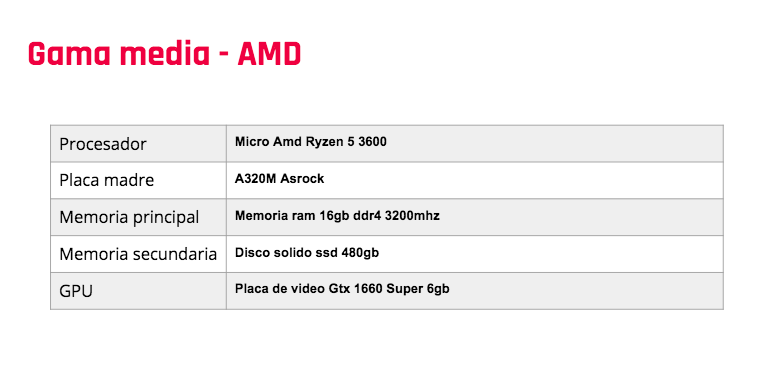 Gama media - AMD
Procesador Micro Amd Ryzen 5 3600
Placa madre A320M Asrock
Memoria principal Memoria ram 16gb ddr4 3200mhz
Memoria secundaria Disco solido ssd 480gb
GPU Placa de video Gtx 1660 Super 6gb